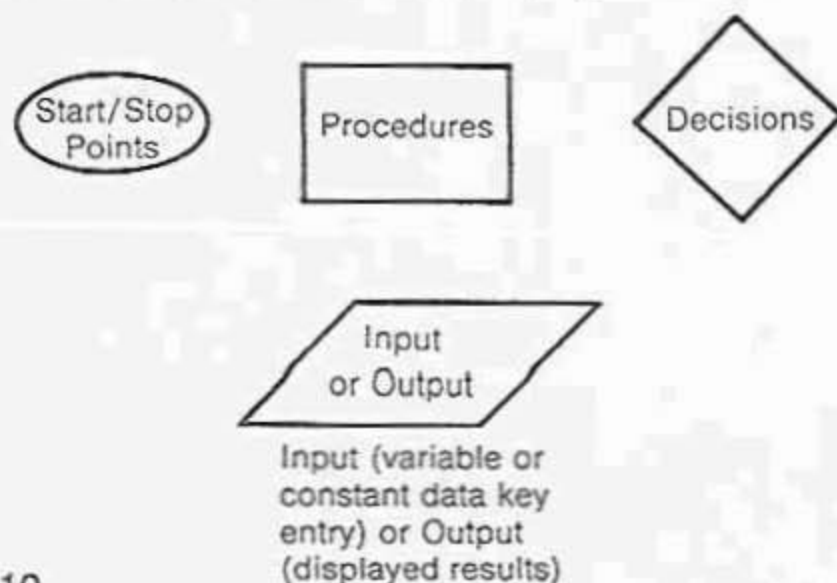 Start/Stop
Points
Procedures
Decisions
Input
or Output
Input (variable or
constant data key
entry) or Output
(displayed results)